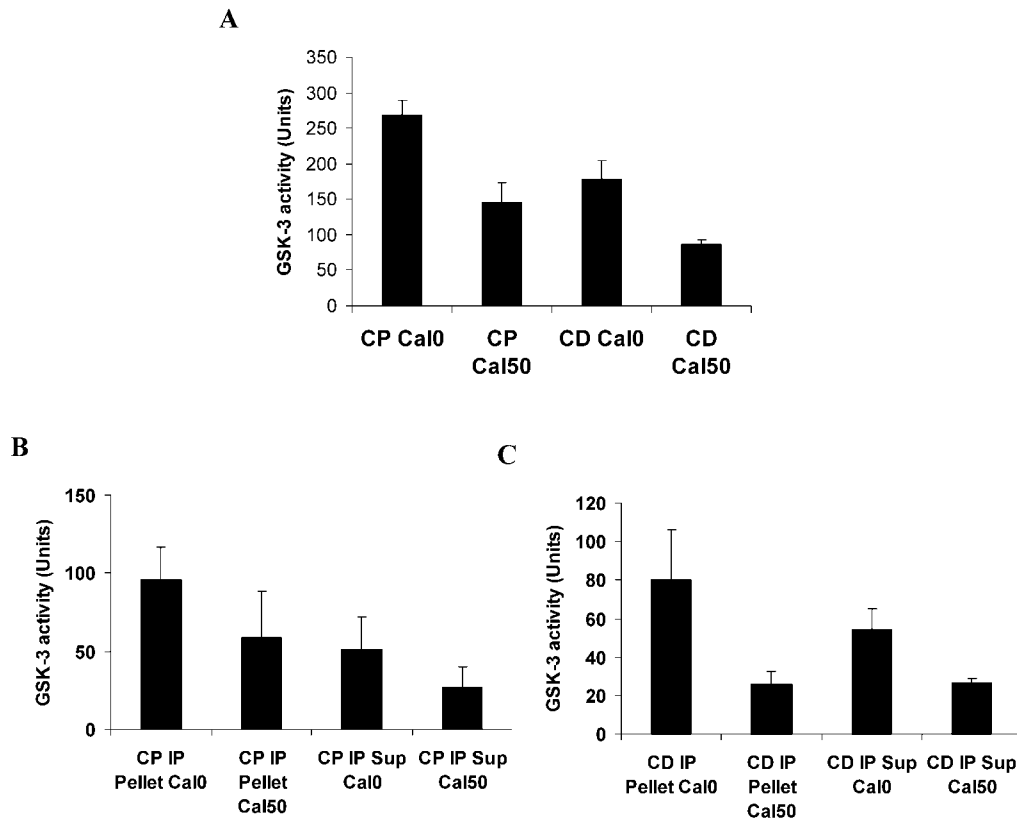 A
GSK-3 activity (Units)
350
300
250
200
150
100
50
0
CP Cal0
CP
Cal50
CD Cal0
CD
Cal50
B
GSK-3 activity (Units)
150
100
50
0
CP IP
Pellet Cal0
CP IP
Pellet
Cal50
CP IP Sup
Cal0
CP IP Sup
Cal50
C
GSK-3 activity (Units)
120
100
80
60
40
20
0
CD IP
Pellet Cal0
CD IP
Pellet
Cal50
CD IP Sup
Cal0
CD IP Sup
Cal50